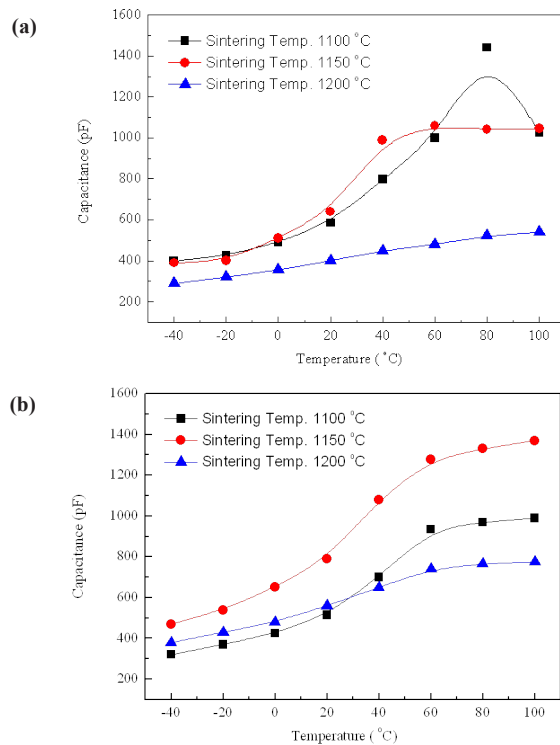 (a)
1600
1400
1200
1000
800
600
400
200
Capacitance (pF)
Sintering Temp. 1100 °C
Sintering Temp. 1150 °C
Sintering Temp. 1200 °C
-40 -20 0 20 40 60 80 100
Temperature ( °C)
(b)
1600
1400
1200
1000
800
600
400
200
Capacitance (pF)
Sintering Temp. 1100 °C
Sintering Temp. 1150 °C
Sintering Temp. 1200 °C
-40 -20 0 20 40 60 80 100
Temperature ( °C)